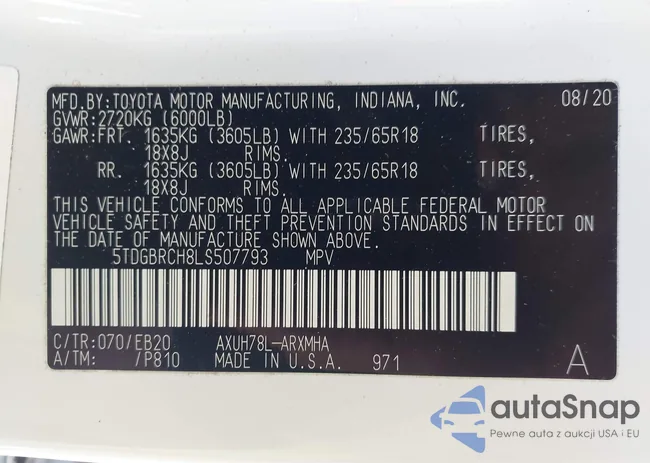 MFD.BY:TOYOTA MOTOR MANUFACTURING, INDIANA, INC. 08/20
GVWR:2720KG (6000LB)
GAWR:FRT. 1635KG (3605LB) WITH 235/65R18 TIRES,
18X8J RIMS.
RR. 1635KG (3605LB) WITH 235/65R18 TIRES,
18X8J RIMS.
THIS VEHICLE CONFORMS TO ALL APPLICABLE FEDERAL MOTOR
VEHICLE SAFETY AND THEFT PREVENTION STANDARDS IN EFFECT ON
THE DATE OF MANUFACTURE SHOWN ABOVE.
5TDGBRCH8LS507793 MPV
C/TR:070/EB20 AXUH78L-ARXMHA
A/TM: /P810 MADE IN U.S.A. 971 A
autaSnap
Pewne auta z aukcji USA i EU